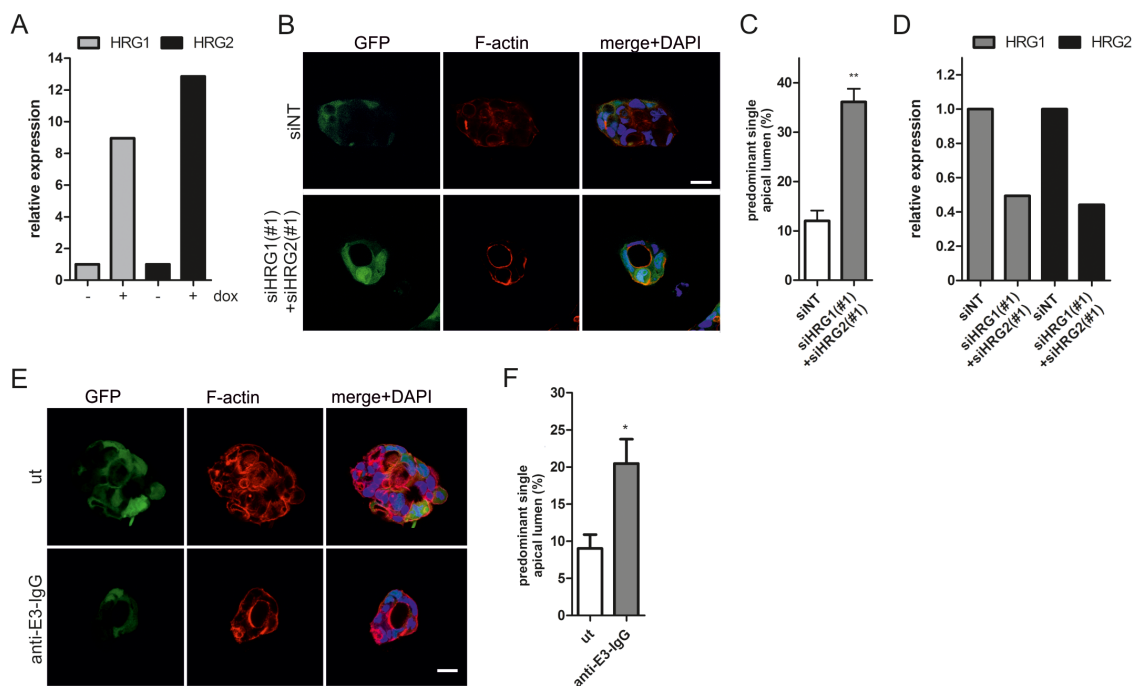 A
HRG1 HRG2
relative expression
14
12
10
8
6
4
2
0
- + - + dox
B
GFP F-actin merge+DAPI
siNT
siHRG1(#1)
+siHRG2(#1)
C
predominant single
apical lumen (%)
40
30
20
10
0
**
siNT
siHRG1(#1)
+siHRG2(#1)
D
HRG1 HRG2
relative expression
1.2
1.0
0.8
0.6
0.4
0.2
0
siNT
siHRG1(#1)
+siHRG2(#1)
siNT
siHRG1(#1)
+siHRG2(#1)
E
GFP F-actin merge+DAPI
ut
anti-E3-IgG
F
predominant single
apical lumen (%)
30
25
20
15
10
5
0
*
ut
anti-E3-IgG